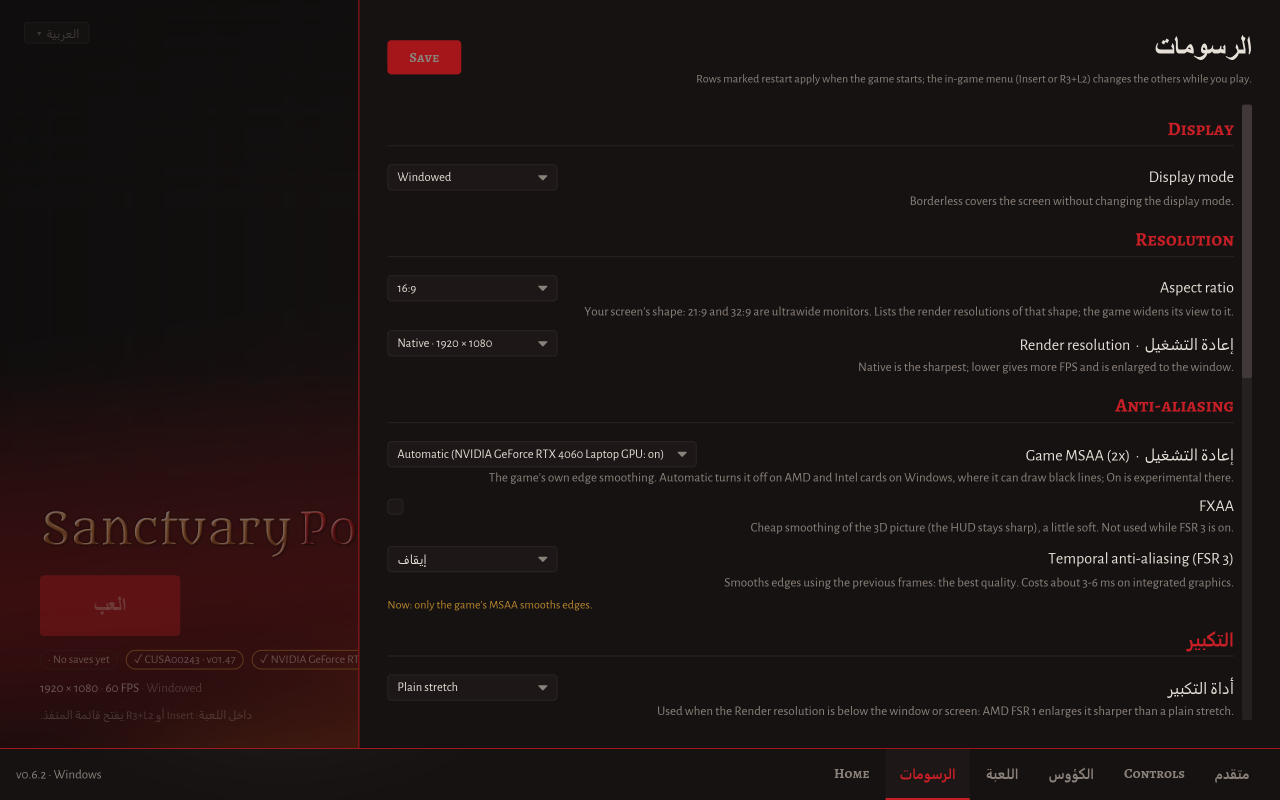 العربية ▾
الرسومات
Save
Rows marked restart apply when the game starts; the in-game menu (Insert or R3+L2) changes the others while you play.
Display
Display mode
Windowed
Borderless covers the screen without changing the display mode.
Resolution
Aspect ratio
16:9
Your screen's shape: 21:9 and 32:9 are ultrawide monitors. Lists the render resolutions of that shape; the game widens its view to it.
Render resolution · إعادة التشغيل
Native · 1920 × 1080
Native is the sharpest; lower gives more FPS and is enlarged to the window.
Anti-aliasing
Game MSAA (2x) · إعادة التشغيل
Automatic (NVIDIA GeForce RTX 4060 Laptop GPU: on)
The game's own edge smoothing. Automatic turns it off on AMD and Intel cards on Windows, where it can draw black lines; On is experimental there.
FXAA
Cheap smoothing of the 3D picture (the HUD stays sharp), a little soft. Not used while FSR 3 is on.
Temporal anti-aliasing (FSR 3)
إيقاف
Smooths edges using the previous frames: the best quality. Costs about 3-6 ms on integrated graphics.
Now: only the game's MSAA smooths edges.
التكبير
أداة التكبير
Plain stretch
Used when the Render resolution is below the window or screen: AMD FSR 1 enlarges it sharper than a plain stretch.
Sanctuary Po
العب
· No saves yet
✓ CUSA00243 · v01.47
✓ NVIDIA GeForce RT
1920 × 1080 · 60 FPS · Windowed
داخل اللعبة: Insert أو R3+L2 يفتح قائمة المنفذ.
v0.6.2 · Windows
Home
الرسومات
اللعبة
الكؤوس
Controls
متقدم